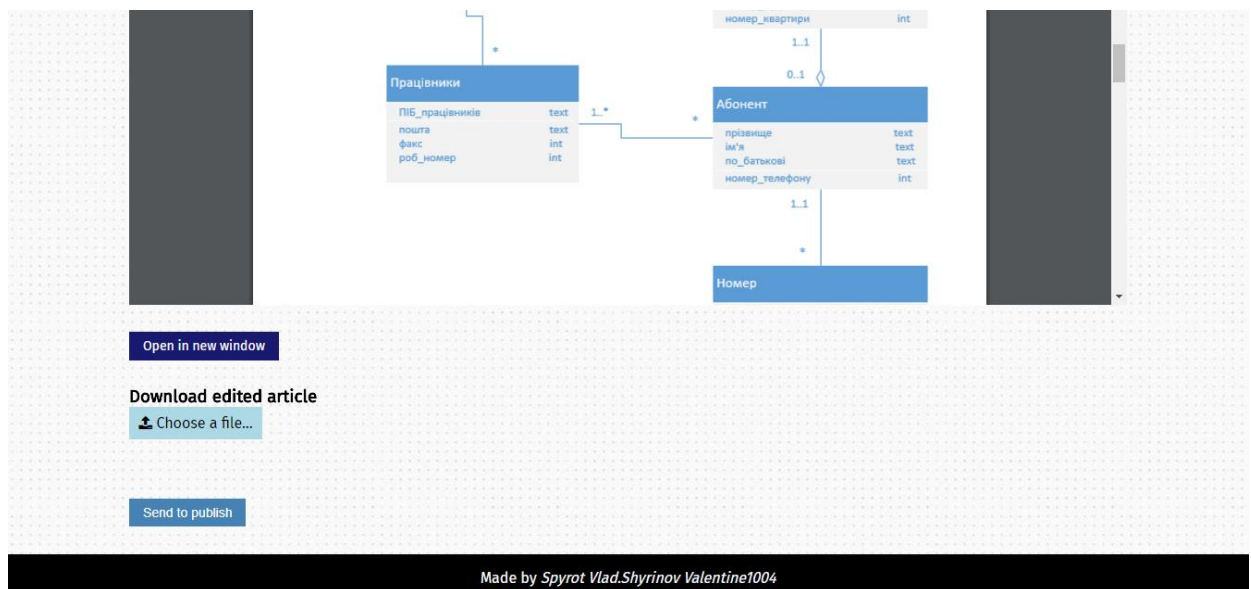 номер_квартири int
1..1
*
0..1
Працівники
Абонент
ПІБ_працівників text
1..*
*
пошта text
прізвище text
факс int
ім'я text
роб_номер int
по_батькові text
номер_телефону int
1..1
*
Номер
Open in new window
Download edited article
Choose a file...
Send to publish
Made by Spyrot Vlad.Shyrinov Valentine1004